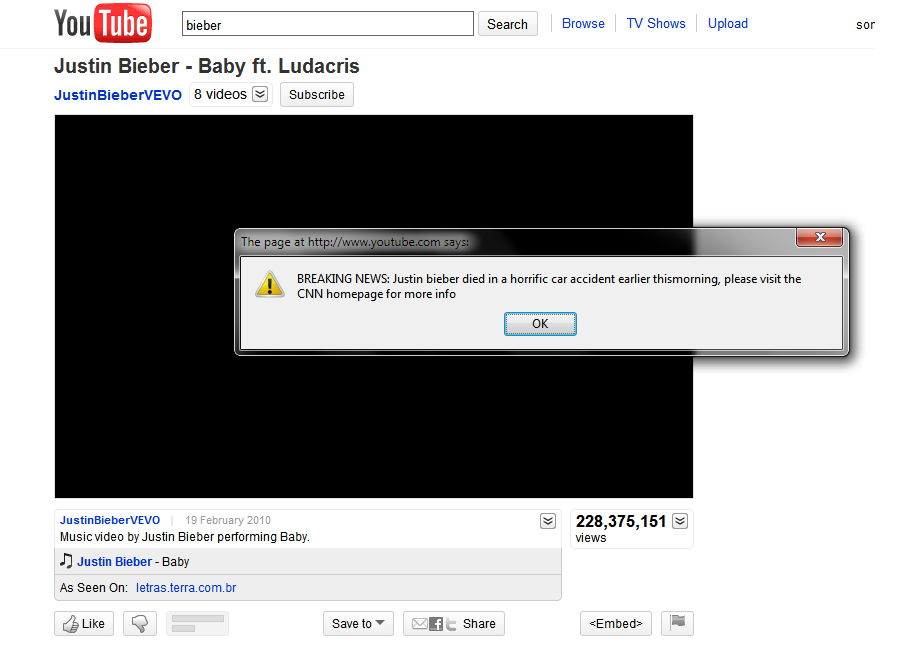 YouTube bieber Search Browse TV Shows Upload sor
Justin Bieber - Baby ft. Ludacris
JustinBieberVEVO 8 videos Subscribe
The page at http://www.youtube.com says:
BREAKING NEWS: Justin bieber died in a horrific car accident earlier thismorning, please visit the
CNN homepage for more info
OK
JustinBieberVEVO | 19 February 2010
Music video by Justin Bieber performing Baby.
228,375,151
views
Justin Bieber - Baby
As Seen On: letras.terra.com.br
Like Save to Share <Embed>